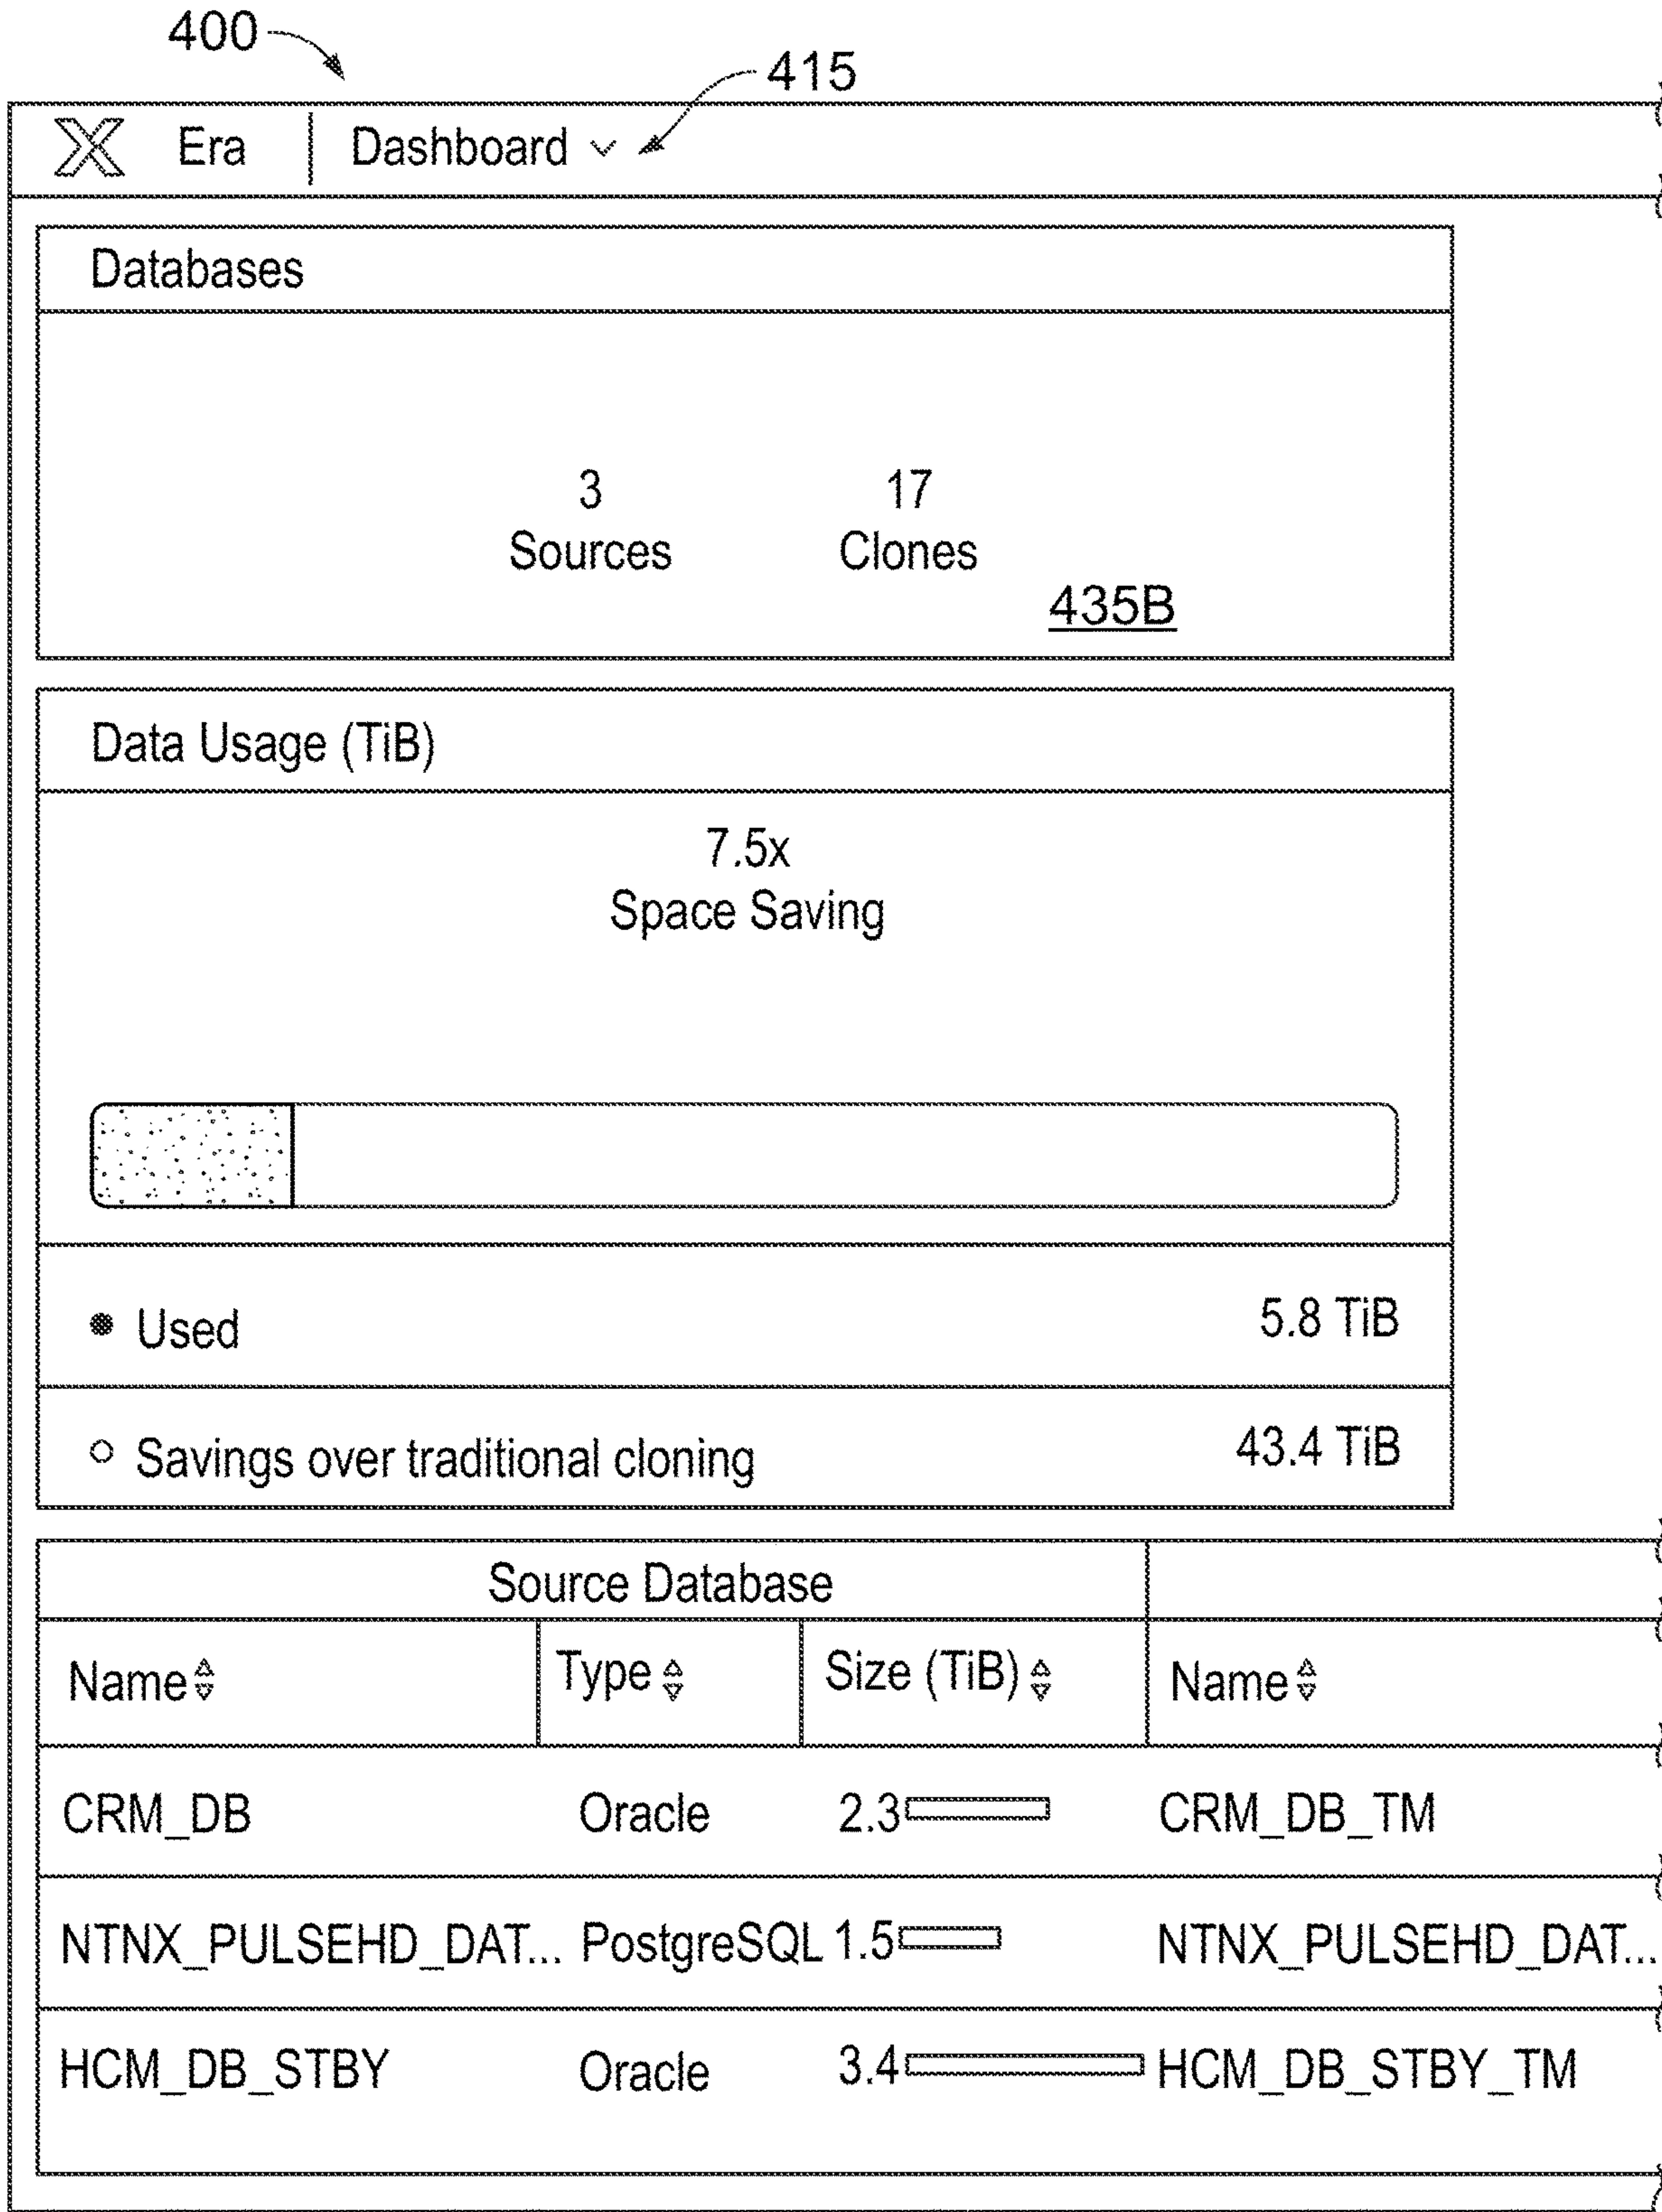 400
415
Era Dashboard
Databases
3 17
Sources Clones
435B
Data Usage (TiB)
7.5x
Space Saving
Used 5.8 TiB
Savings over traditional cloning 43.4 TiB
Source Database
Name Type Size (TiB) Name
CRM_DB Oracle 2.3 CRM_DB_TM
NTNX_PULSEHD_DAT... PostgreSQL 1.5 NTNX_PULSEHD_DAT...
HCM_DB_STBY Oracle 3.4 HCM_DB_STBY_TM